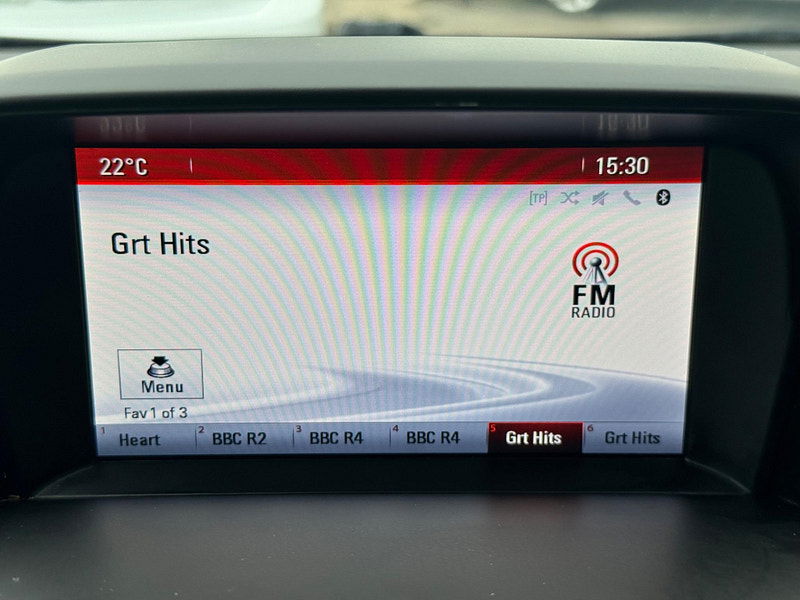 22°C 15:30
[TP]
Grt Hits
FM
RADIO
Menu
Fav 1 of 3
1 Heart 2 BBC R2 3 BBC R4 4 BBC R4 5 Grt Hits 6 Grt Hits